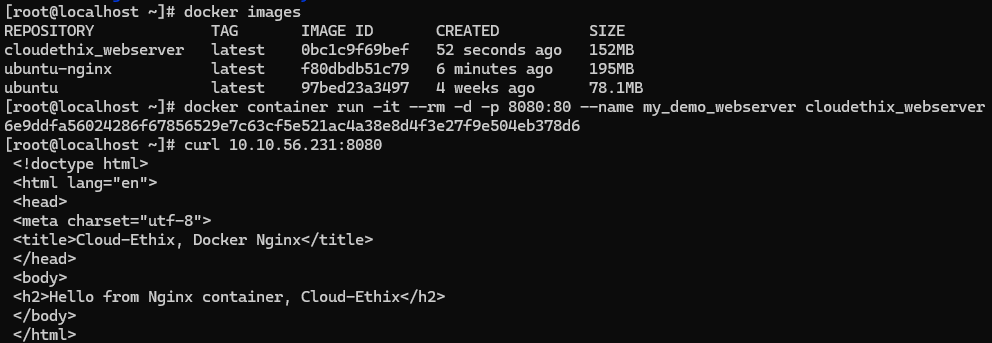 [root@localhost ~]# docker images
REPOSITORY             TAG       IMAGE ID       CREATED          SIZE
cloudethix_webserver   latest    0bc1c9f69bef   52 seconds ago   152MB
ubuntu-nginx           latest    f80dbdb51c79   6 minutes ago    195MB
ubuntu                 latest    97bed23a3497   4 weeks ago      78.1MB
[root@localhost ~]# docker container run -it --rm -d -p 8080:80 --name my_demo_webserver cloudethix_webserver
6e9ddfa56024286f67856529e7c63cf5e521ac4a38e8d4f3e27f9e504eb378d6
[root@localhost ~]# curl 10.10.56.231:8080
 <!doctype html>
 <html lang="en">
 <head>
 <meta charset="utf-8">
 <title>Cloud-Ethix, Docker Nginx</title>
 </head>
 <body>
 <h2>Hello from Nginx container, Cloud-Ethix</h2>
 </body>
 </html>